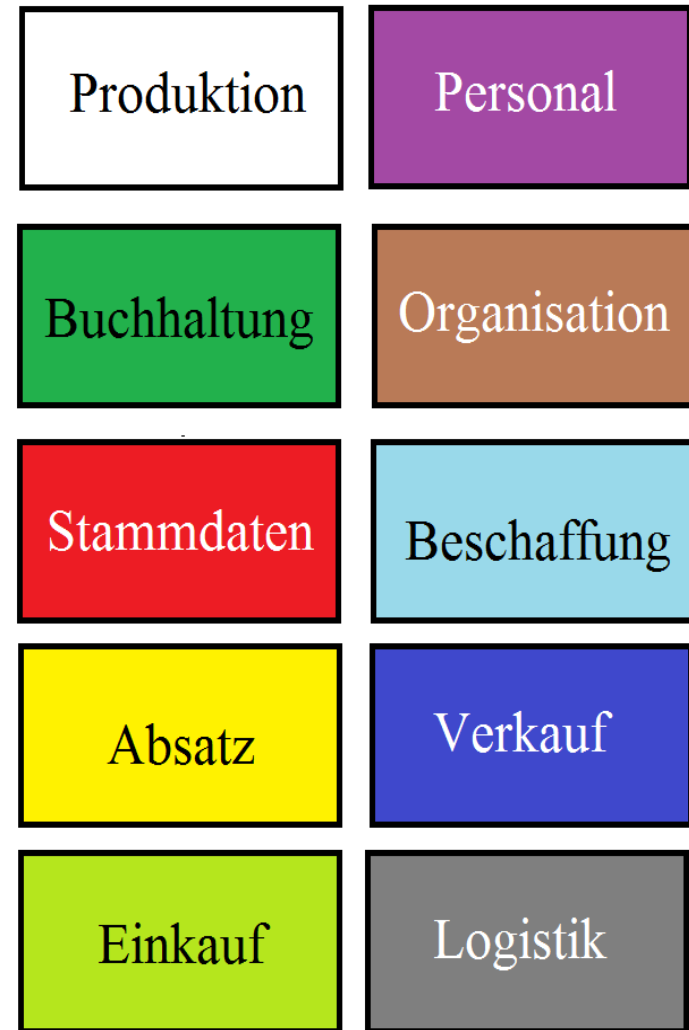 Produktion
Personal
Buchhaltung
Organisation
Stammdaten
Beschaffung
Absatz
Verkauf
Einkauf
Logistik